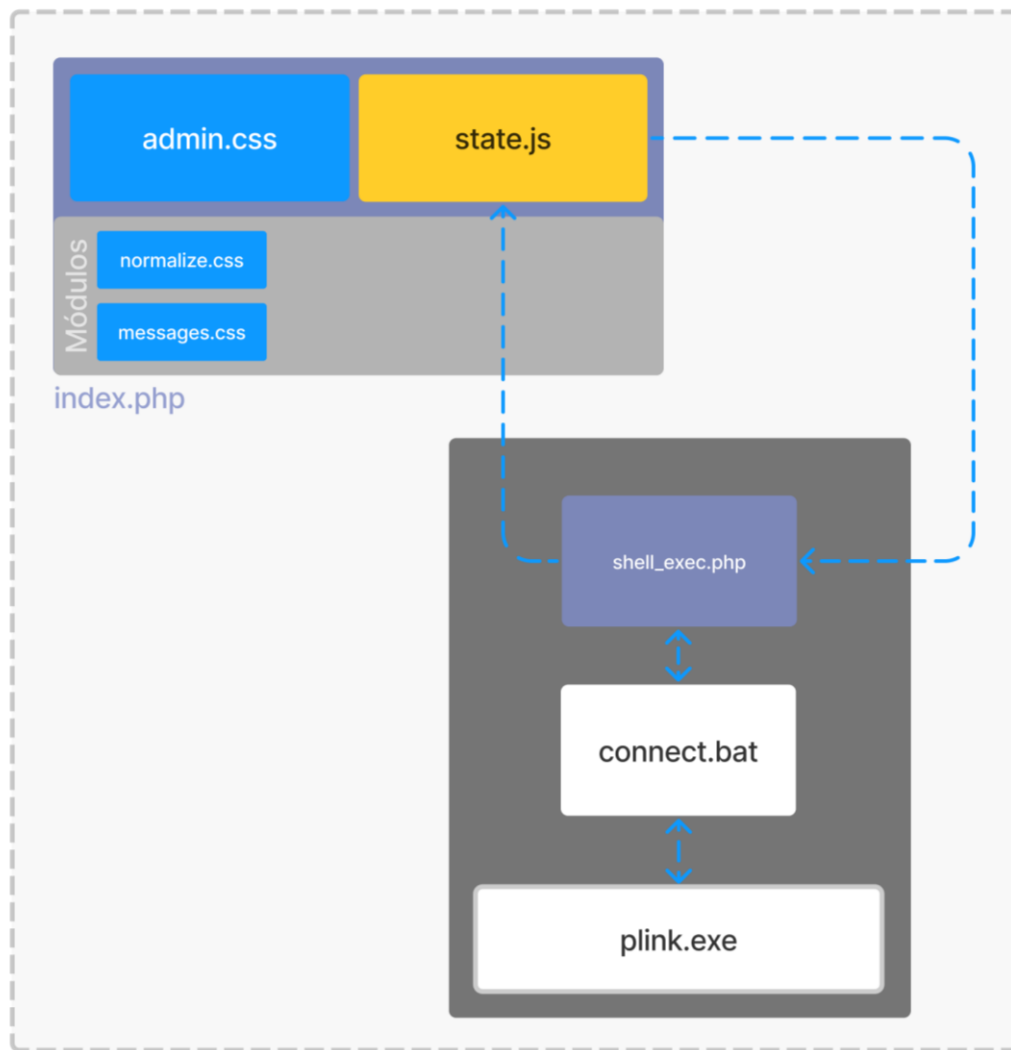 admin.css
state.js
Módulos
normalize.css
messages.css
index.php
shell_exec.php
connect.bat
plink.exe